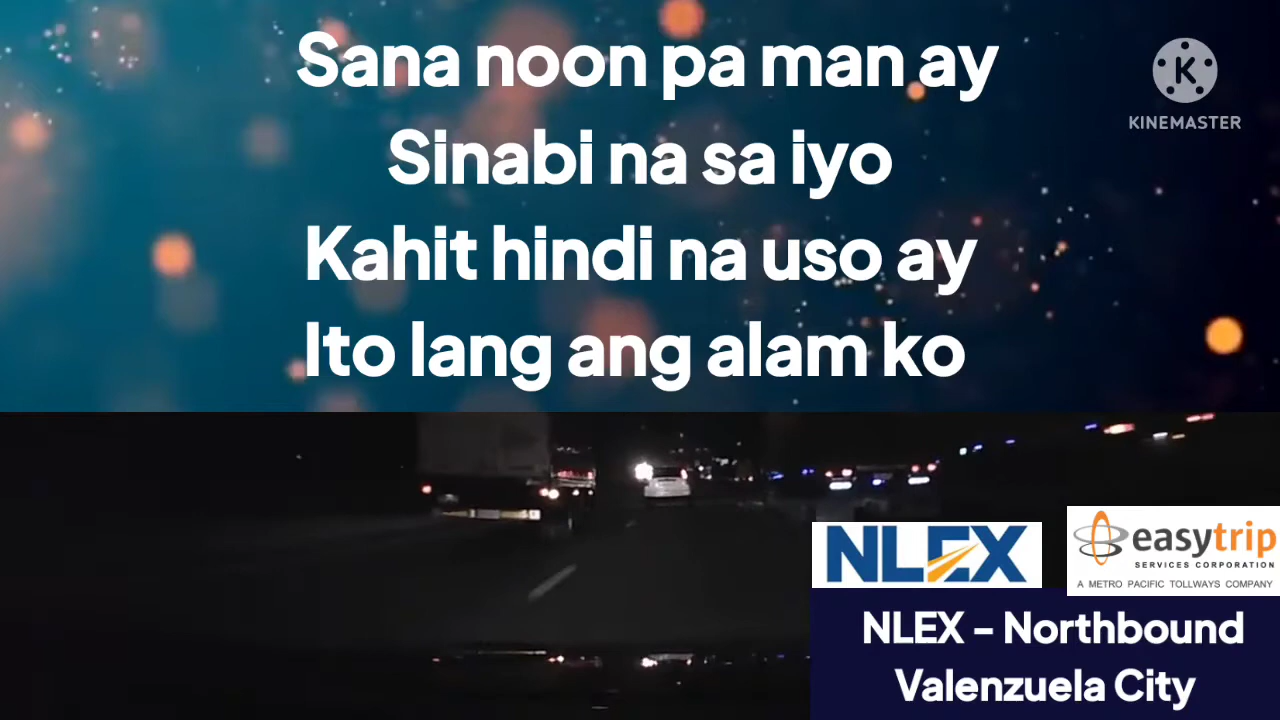 Sana noon pa man ay
Sinabi na sa iyo
Kahit hindi na uso ay
Ito lang ang alam ko
KINEMASTER
NLEX
easytrip
SERVICES CORPORATION
A METRO PACIFIC TOLLWAYS COMPANY
NLEX - Northbound
Valenzuela City